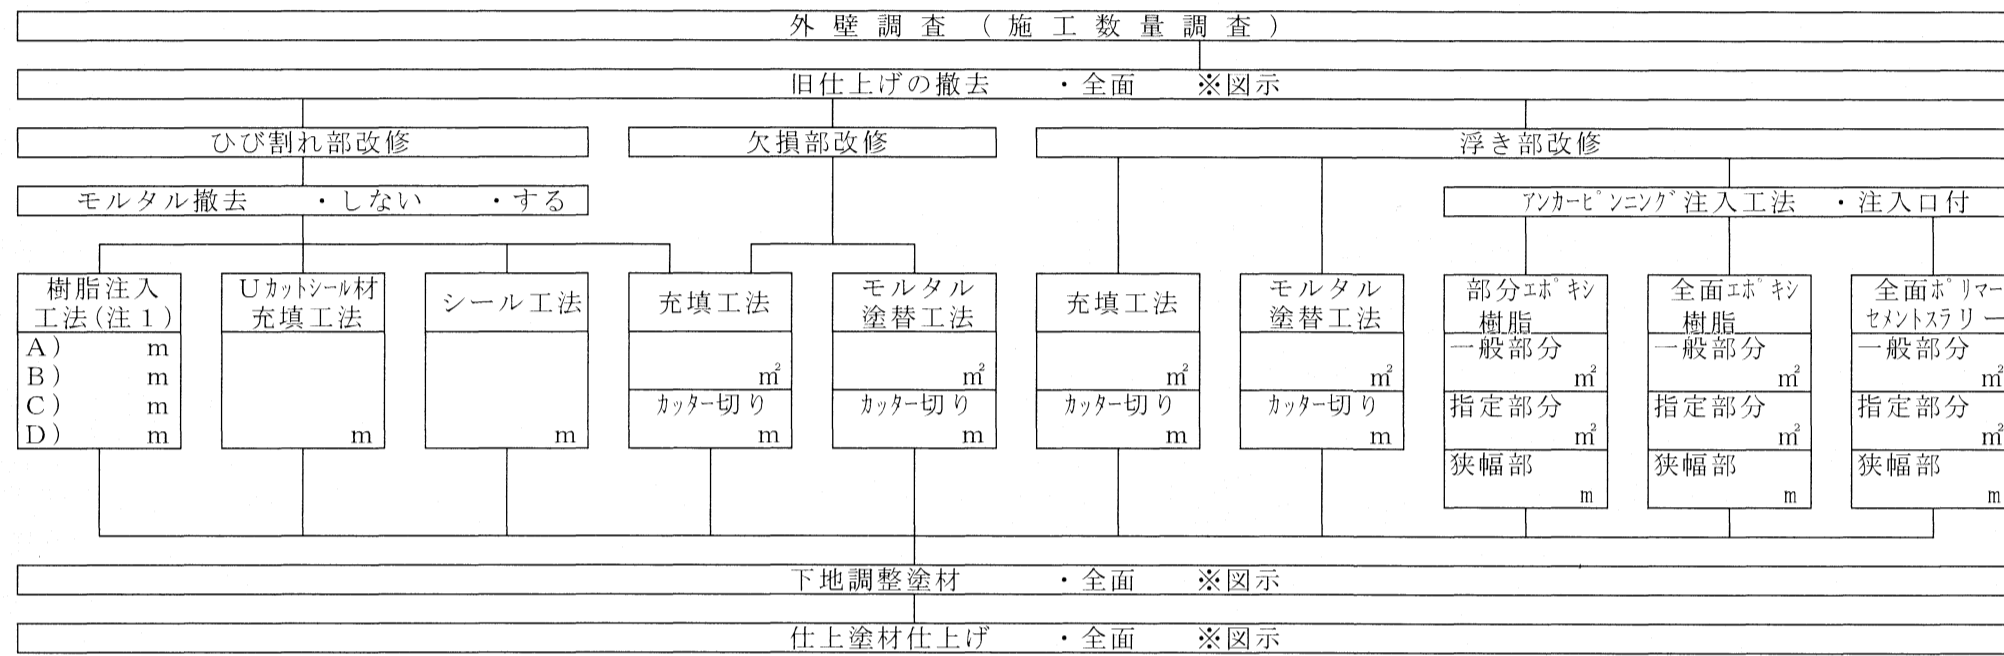 外壁調査(施工数量調査)
旧仕上げの撤去 ・全面 ※図示
ひび割れ部改修
欠損部改修
浮き部改修
モルタル撤去 ・しない ・する
アンカーピンニング注入工法 ・注入口付
樹脂注入
工法(注1)
A) m
B) m
C) m
D) m
Uカットシール材
充填工法
m
シール工法
m
充填工法
㎡
カッター切り
m
モルタル
塗替工法
㎡
カッター切り
m
充填工法
㎡
カッター切り
m
モルタル
塗替工法
㎡
カッター切り
m
部分エポキシ
樹脂
一般部分
㎡
指定部分
㎡
狭幅部
m
全面エポキシ
樹脂
一般部分
㎡
指定部分
㎡
狭幅部
m
全面ポリマー
セメントスラリー
一般部分
㎡
指定部分
㎡
狭幅部
m
下地調整塗材 ・全面 ※図示
仕上塗材仕上げ ・全面 ※図示